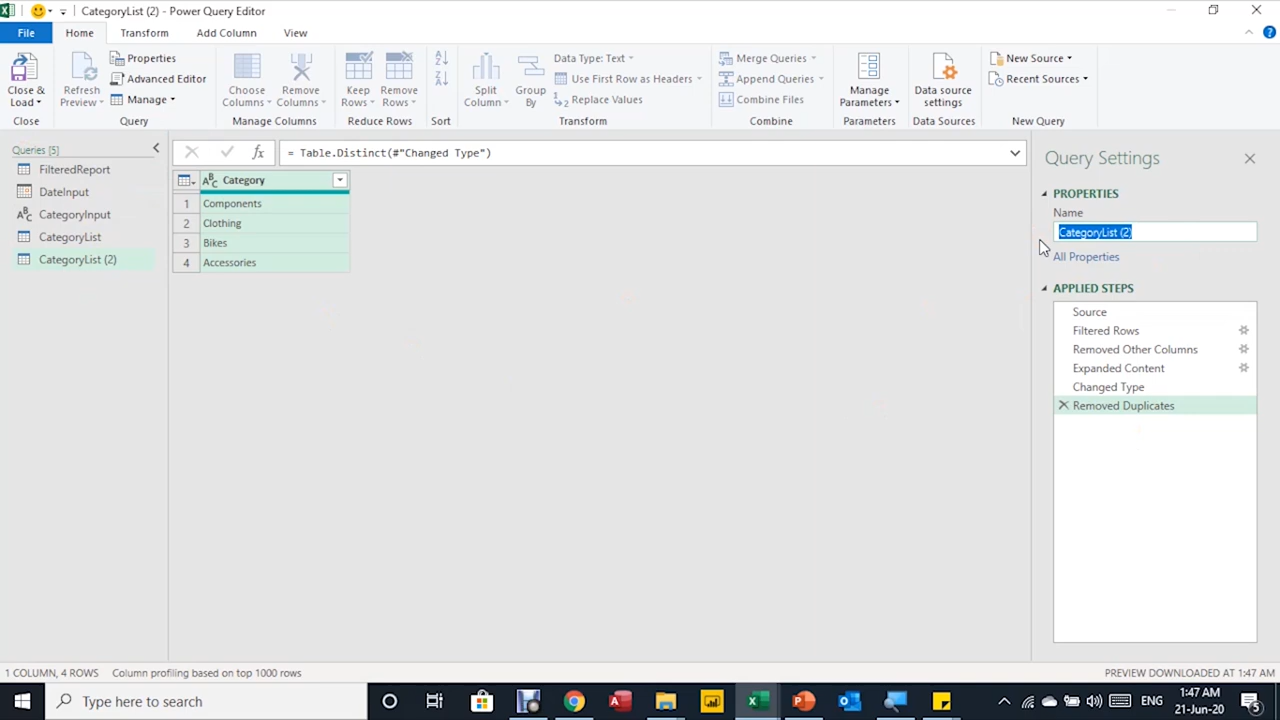 CategoryList (2) - Power Query Editor
File Home Transform Add Column View
Close & Load
Close
Refresh Preview
Properties
Advanced Editor
Manage
Query
Choose Columns
Remove Columns
Manage Columns
Keep Rows
Remove Rows
Reduce Rows
Sort
Split Column
Group By
Data Type: Text
Use First Row as Headers
Replace Values
Transform
Merge Queries
Append Queries
Combine Files
Combine
Manage Parameters
Parameters
Data source settings
Data Sources
New Source
Recent Sources
New Query
Queries [5]
FilteredReport
DateInput
CategoryInput
CategoryList
CategoryList (2)
fx = Table.Distinct(#"Changed Type")
Category
1 Components
2 Clothing
3 Bikes
4 Accessories
Query Settings
PROPERTIES
Name
CategoryList (2)
All Properties
APPLIED STEPS
Source
Filtered Rows
Removed Other Columns
Expanded Content
Changed Type
Removed Duplicates
1 COLUMN, 4 ROWS Column profiling based on top 1000 rows
PREVIEW DOWNLOADED AT 1:47 AM
Type here to search
ENG
1:47 AM
21-Jun-20
5